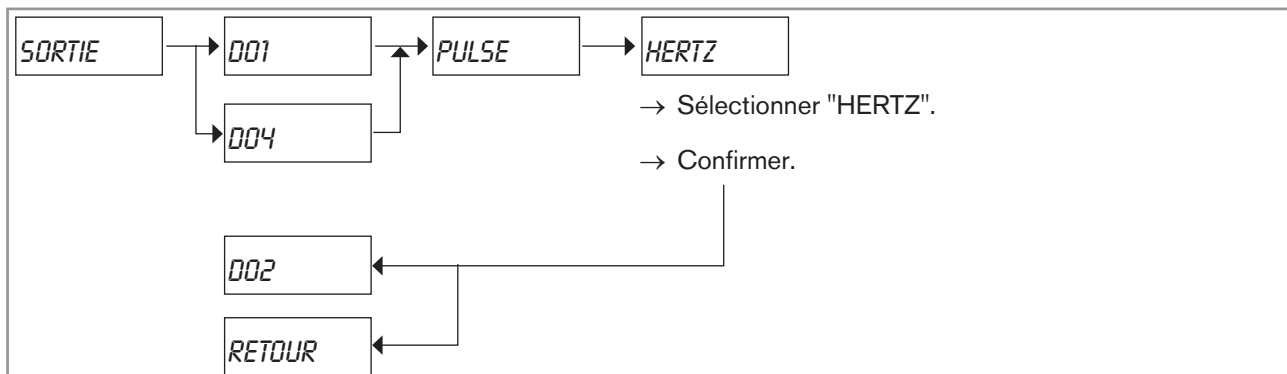 SORTIE
DO1
PULSE
HERTZ
→ Sélectionner "HERTZ".
DO4
→ Confirmer.
DO2
RETOUR